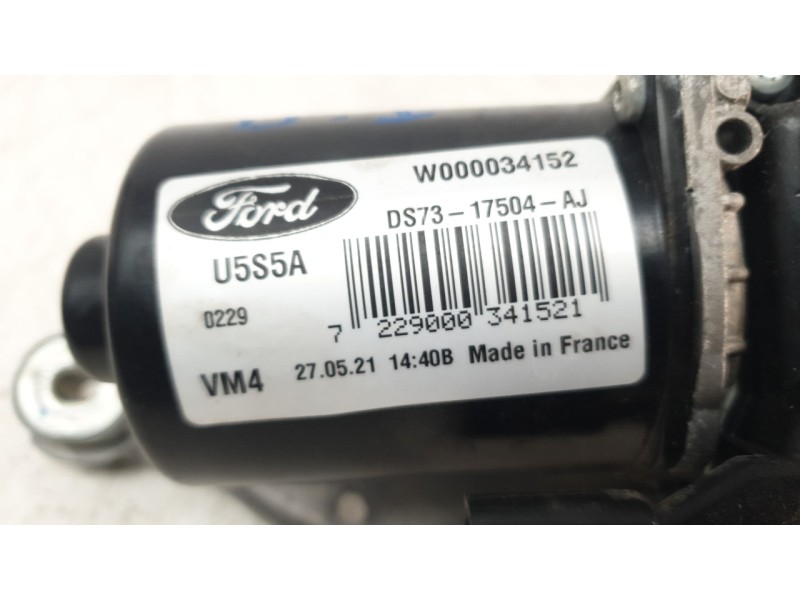 W000034152
Ford
DS73-17504-AJ
U5S5A
0229
7 229000 341521
VM4 27.05.21 14:40B Made in France